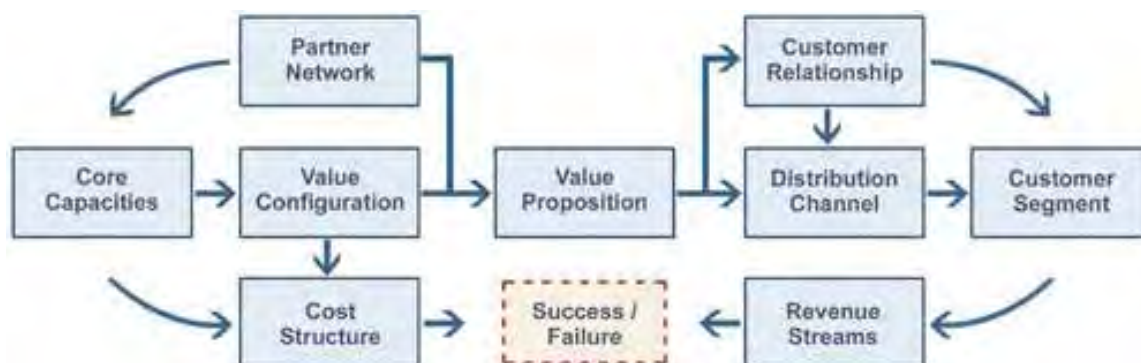 Partner
Network
Customer
Relationship
Core
Capacities
Value
Configuration
Value
Proposition
Distribution
Channel
Customer
Segment
Cost
Structure
Success /
Failure
Revenue
Streams